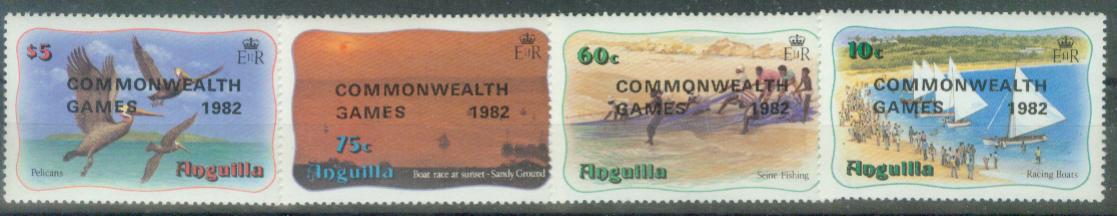 $5
EIIR
COMMONWEALTH
GAMES 1982
Pelicans
Anguilla
EIIR
COMMONWEALTH
GAMES 1982
75c
Anguilla
Boat race at sunset - Sandy Ground
60c
EIIR
COMMONWEALTH
GAMES 1982
Anguilla
Seine Fishing
10c
EIIR
COMMONWEALTH
GAMES 1982
Anguilla
Racing Boats